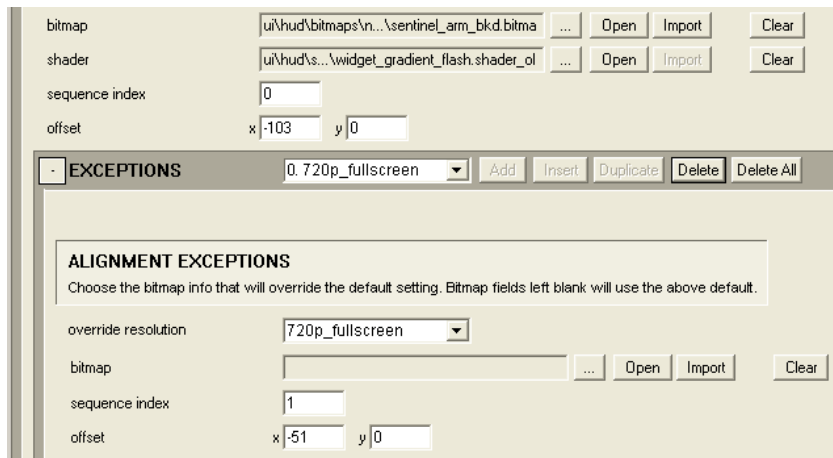 bitmap ui\hud\bitmaps\n...\sentinel_arm_bkd.bitma ... Open Import Clear
shader ui\hud\s...\widget_gradient_flash.shader_ol ... Open Import Clear
sequence index 0
offset x -103 y 0
- EXCEPTIONS 0. 720p_fullscreen Add Insert Duplicate Delete Delete All
ALIGNMENT EXCEPTIONS
Choose the bitmap info that will override the default setting. Bitmap fields left blank will use the above default.
override resolution 720p_fullscreen
bitmap ... Open Import Clear
sequence index 1
offset x -51 y 0